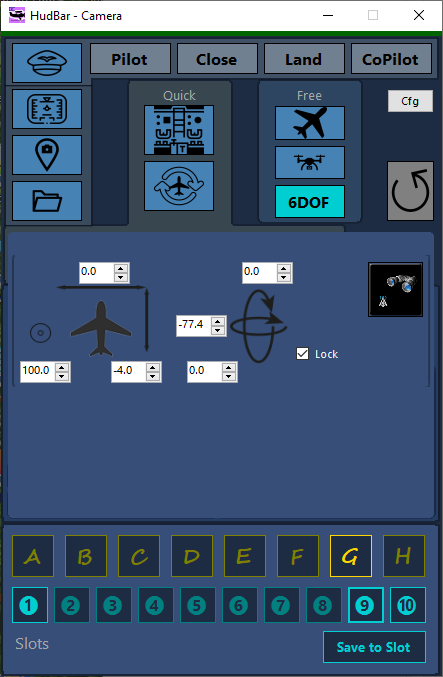 HudBar - Camera
Pilot Close Land CoPilot
Quick Free
Cfg
6DOF
0.0 0.0
-77.4
Lock
100.0 -4.0 0.0
A B C D E F G H
1 2 3 4 5 6 7 8 9 10
Slots
Save to Slot